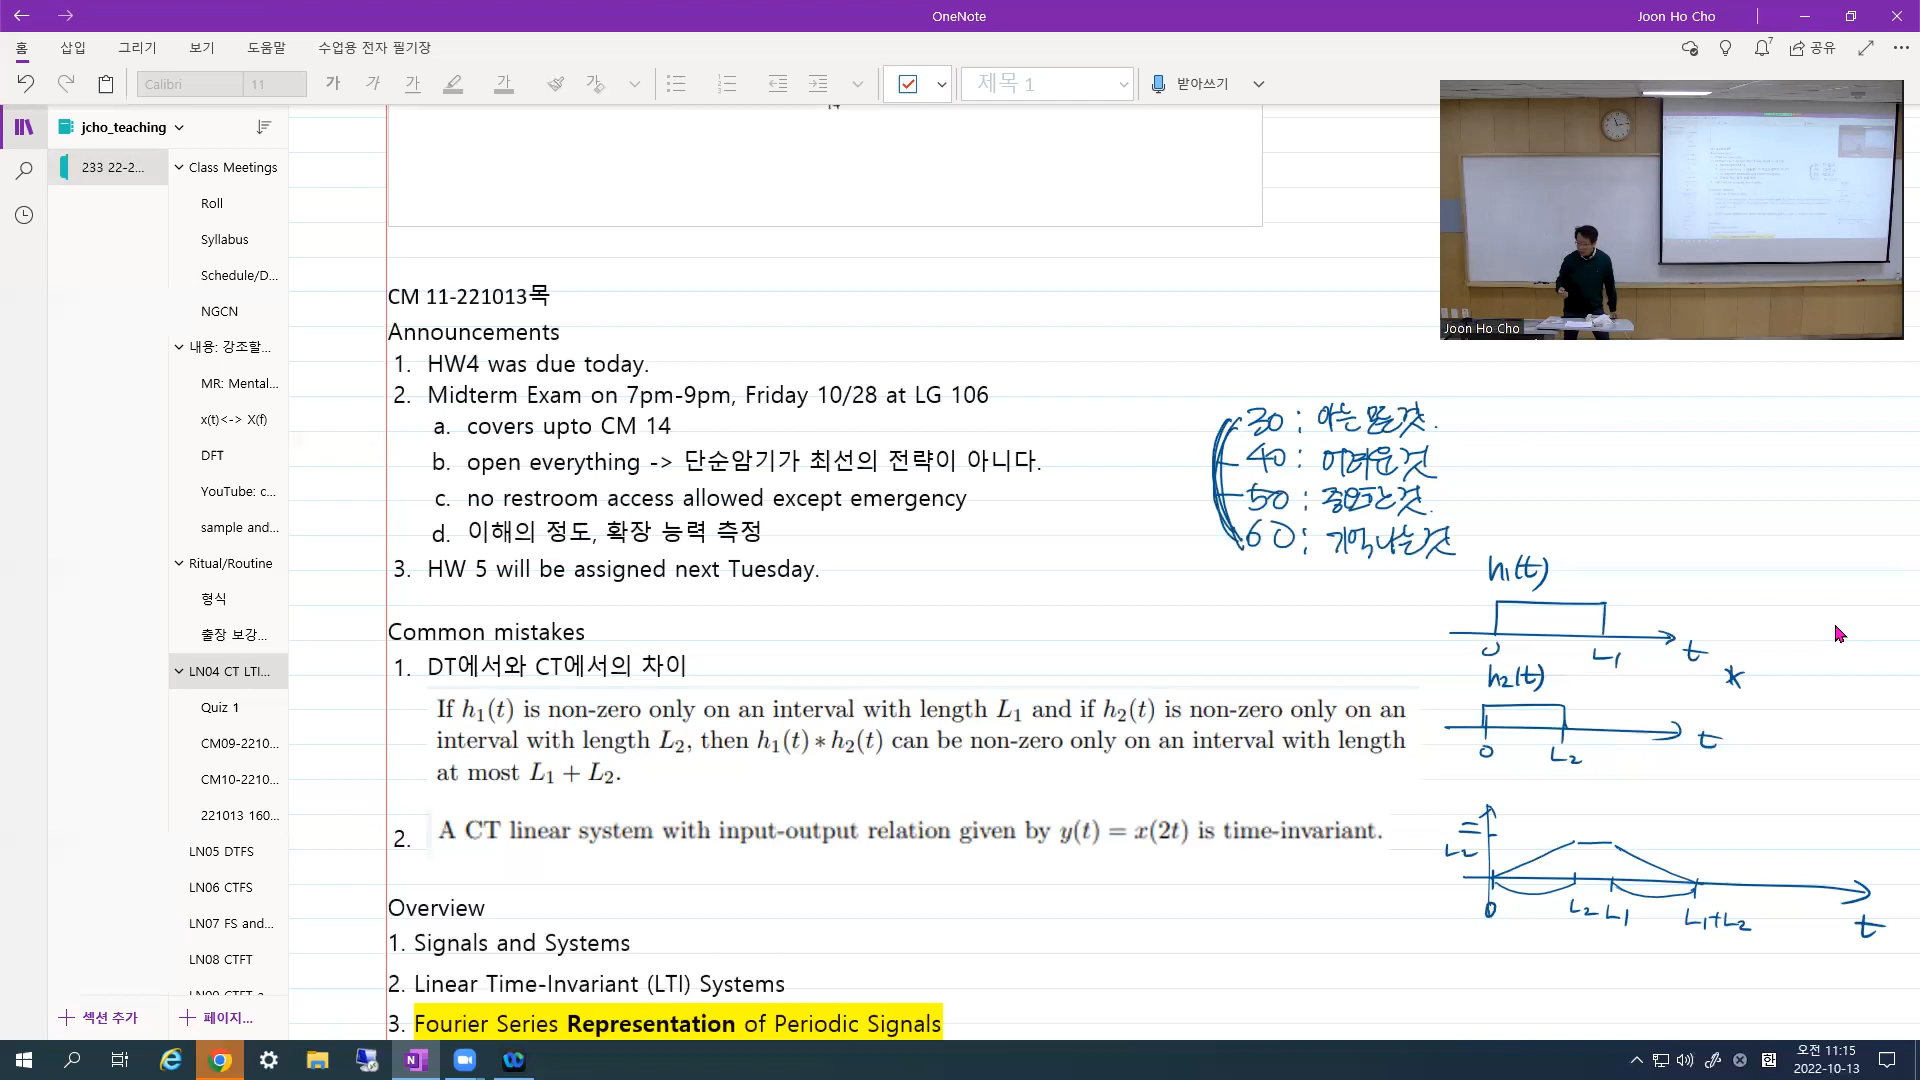 OneNote
Joon Ho Cho
홈 삽입 그리기 보기 도움말 수업용 전자 필기장
공유
Calibri 11 가 가 가 가 가
제목 1
받아쓰기
jcho_teaching
233 22-2...
Class Meetings
Roll
Syllabus
Schedule/D...
NGCN
내용: 강조할...
MR: Mental...
x(t)<-> X(f)
DFT
YouTube: c...
sample and...
Ritual/Routine
형식
출장 보강...
LN04 CT LTI...
Quiz 1
CM09-2210...
CM10-2210...
221013 160...
LN05 DTFS
LN06 CTFS
LN07 FS and...
LN08 CTFT
섹션 추가
페이지...
14
CM 11-221013목
Announcements
1. HW4 was due today.
2. Midterm Exam on 7pm-9pm, Friday 10/28 at LG 106
a. covers upto CM 14
b. open everything -> 단순암기가 최선의 전략이 아니다.
c. no restroom access allowed except emergency
d. 이해의 정도, 확장 능력 측정
3. HW 5 will be assigned next Tuesday.
Common mistakes
1. DT에서와 CT에서의 차이
If h₁(t) is non-zero only on an interval with length L₁ and if h₂(t) is non-zero only on an
interval with length L₂, then h₁(t) * h₂(t) can be non-zero only on an interval with length
at most L₁ + L₂.
2. A CT linear system with input-output relation given by y(t) = x(2t) is time-invariant.
Overview
1. Signals and Systems
2. Linear Time-Invariant (LTI) Systems
3. Fourier Series Representation of Periodic Signals
30 : 아는 모든것.
40 : 어려운것
50 : 중요한것.
60 : 기억나는것
h₁(t)
0 L₁ t
h₂(t) *
0 L₂ t
=
L₂
0 L₂ L₁ L₁+L₂ t
Joon Ho Cho
7
한
오전 11:15
2022-10-13